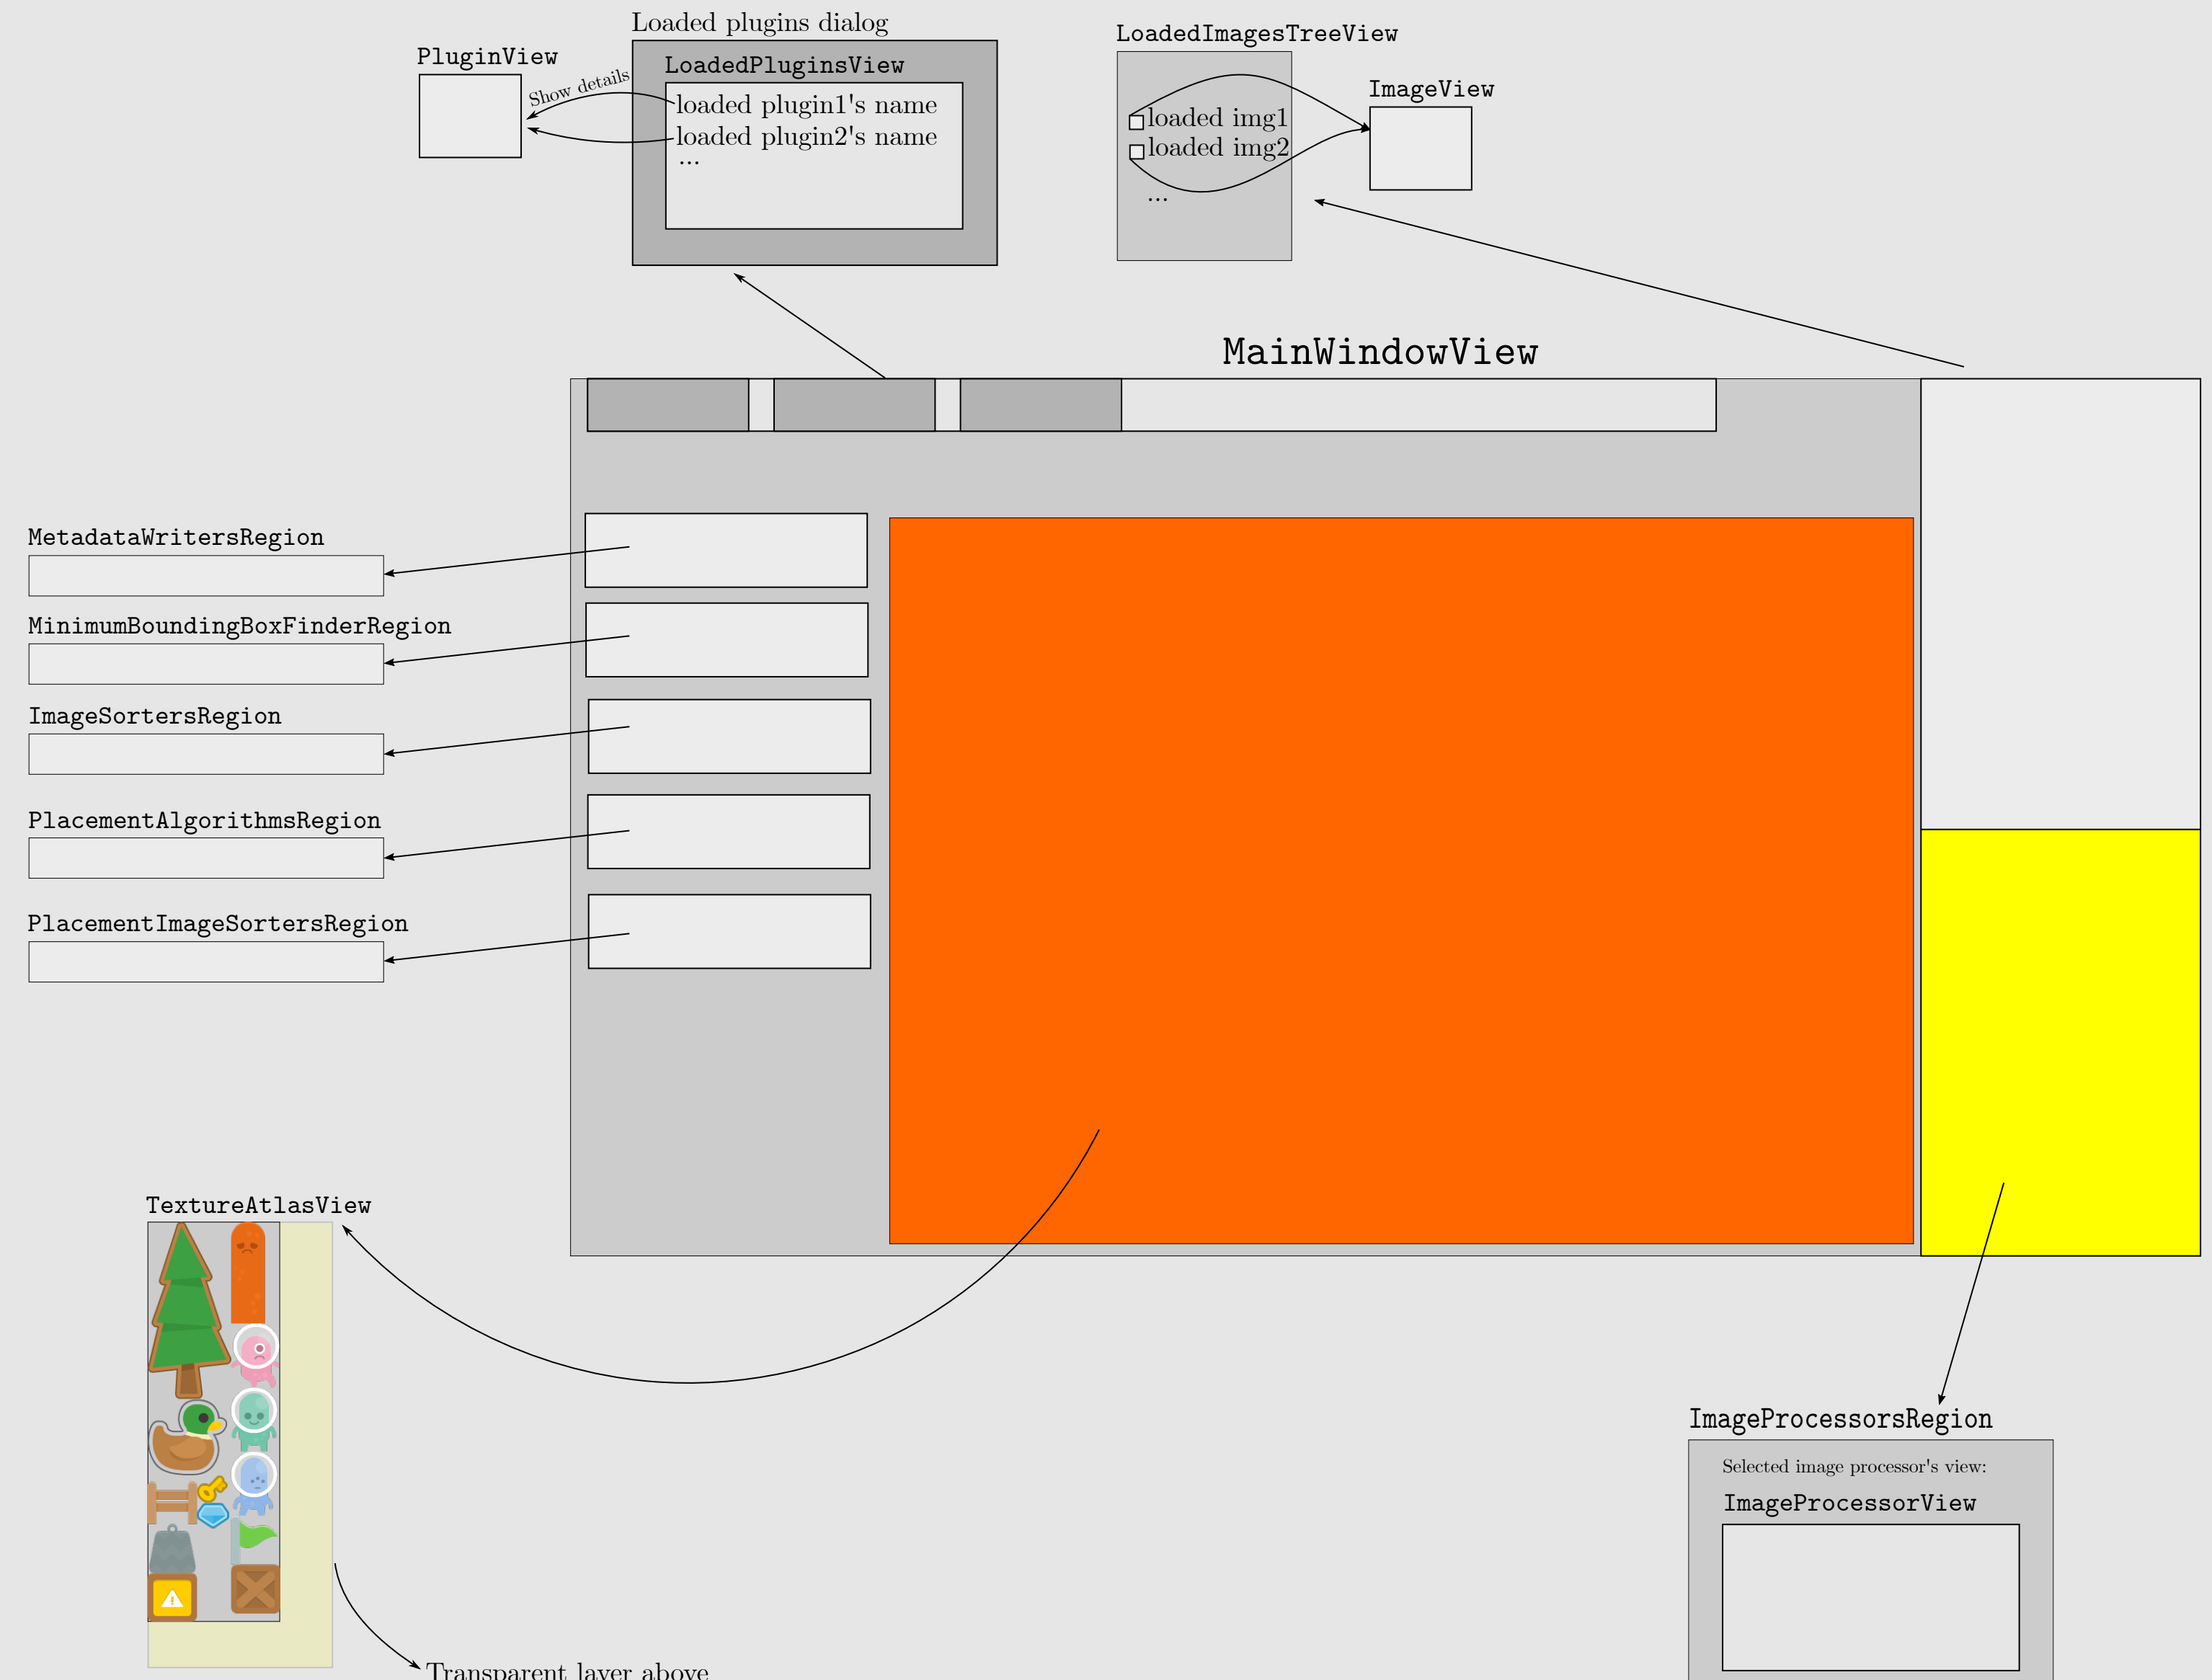 Loaded plugins dialog
LoadedImagesTreeView
PluginView
LoadedPluginsView
Show details
ImageView
loaded plugin1's name
loaded plugin2's name
...
loaded img1
loaded img2
...
MainWindowView
MetadataWritersRegion
MinimumBoundingBoxFinderRegion
ImageSortersRegion
PlacementAlgorithmsRegion
PlacementImageSortersRegion
TextureAtlasView
ImageProcessorsRegion
Selected image processor's view:
ImageProcessorView
Transparent layer above